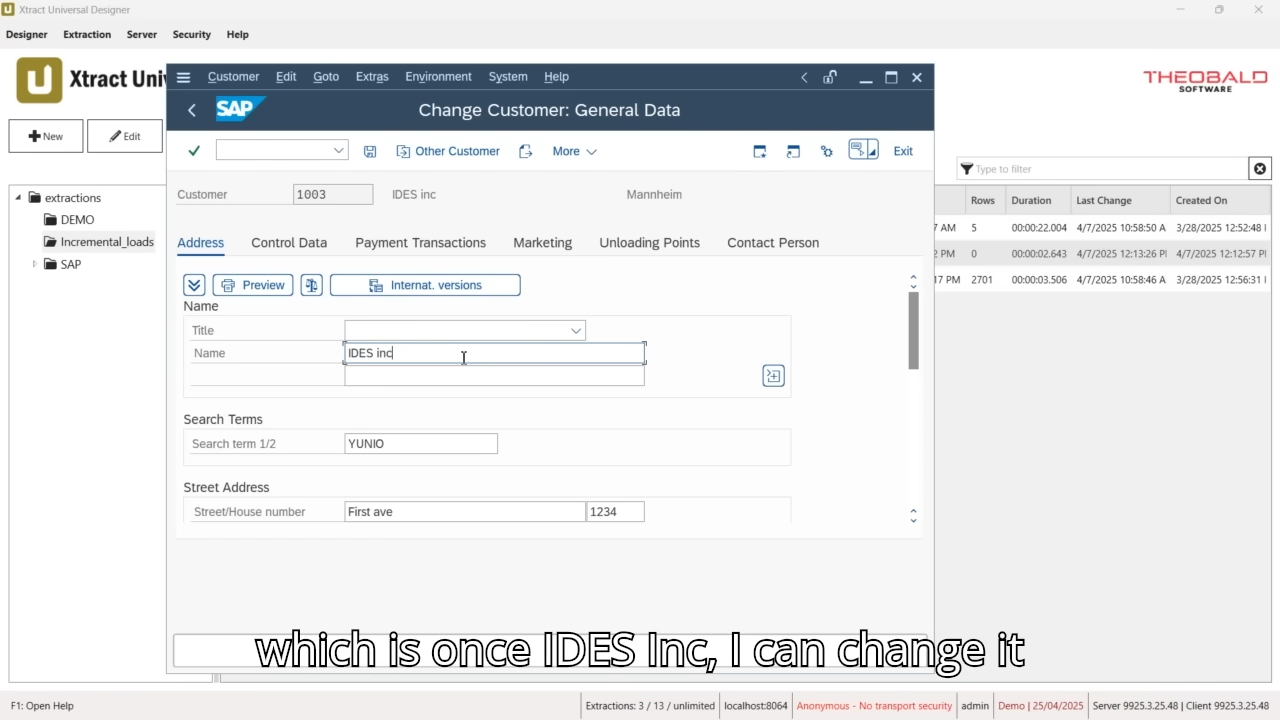 Xtract Universal Designer
Designer Extraction Server Security Help
U Xtract Univ
THEOBALD
SOFTWARE
New Edit
Customer Edit Goto Extras Environment System Help
SAP Change Customer: General Data
Other Customer More Exit
Type to filter
Customer 1003 IDES inc Mannheim
extractions
DEMO
Incremental_loads
SAP
Rows Duration Last Change Created On
7 AM 5 00:00:22.004 4/7/2025 10:58:50 A 3/28/2025 12:52:48
2 PM 0 00:00:02.643 4/7/2025 12:13:26 P 4/7/2025 12:12:57 P
17 PM 2701 00:00:03.506 4/7/2025 10:58:46 A 3/28/2025 12:56:31
Address Control Data Payment Transactions Marketing Unloading Points Contact Person
Preview Internat. versions
Name
Title
Name IDES inc
Search Terms
Search term 1/2 YUNIO
Street Address
Street/House number First ave 1234
which is once IDES Inc, I can change it
F1: Open Help Extractions: 3 / 13 / unlimited localhost:8064 Anonymous - No transport security admin Demo | 25/04/2025 Server 9925.3.25.48 | Client 9925.3.25.48